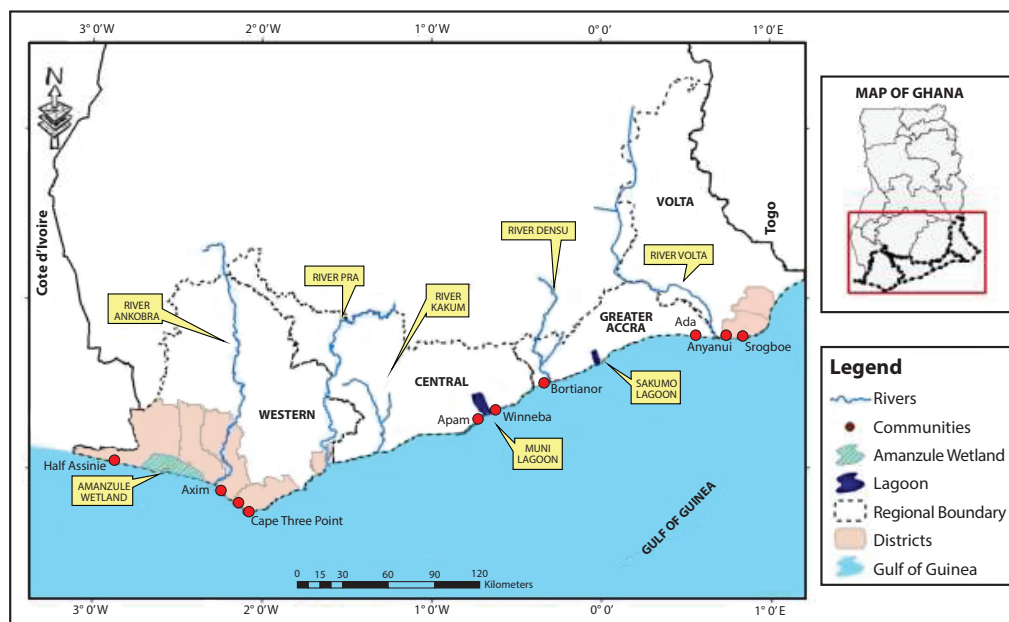 3° 0'W
2° 0'W
1° 0'W
0° 0'
1° 0'E
N
Cote d'Ivoire
Togo
VOLTA
RIVER DENSU
RIVER VOLTA
RIVER PRA
RIVER
ANKOBRA
RIVER
KAKUM
GREATER
ACCRA
Ada
Anyanui
Srogboe
CENTRAL
Bortianor
SAKUMO
LAGOON
WESTERN
Apam
Winneba
MUNI
LAGOON
Half Assinie
AMANZULE
WETLAND
Axim
Cape Three Point
GULF OF GUINEA
0 15 30 60 90 120
Kilometers
3° 0'W
2° 0'W
1° 0'W
0° 0'
1° 0'E
MAP OF GHANA
Legend
Rivers
Communities
Amanzule Wetland
Lagoon
Regional Boundary
Districts
Gulf of Guinea